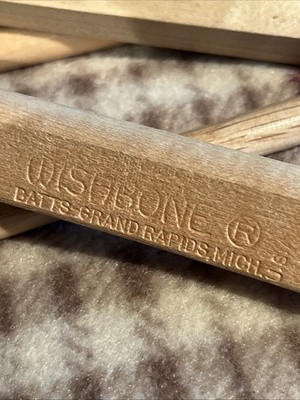 WISHBONE ®
BATTS-GRAND RAPIDS, MICH.